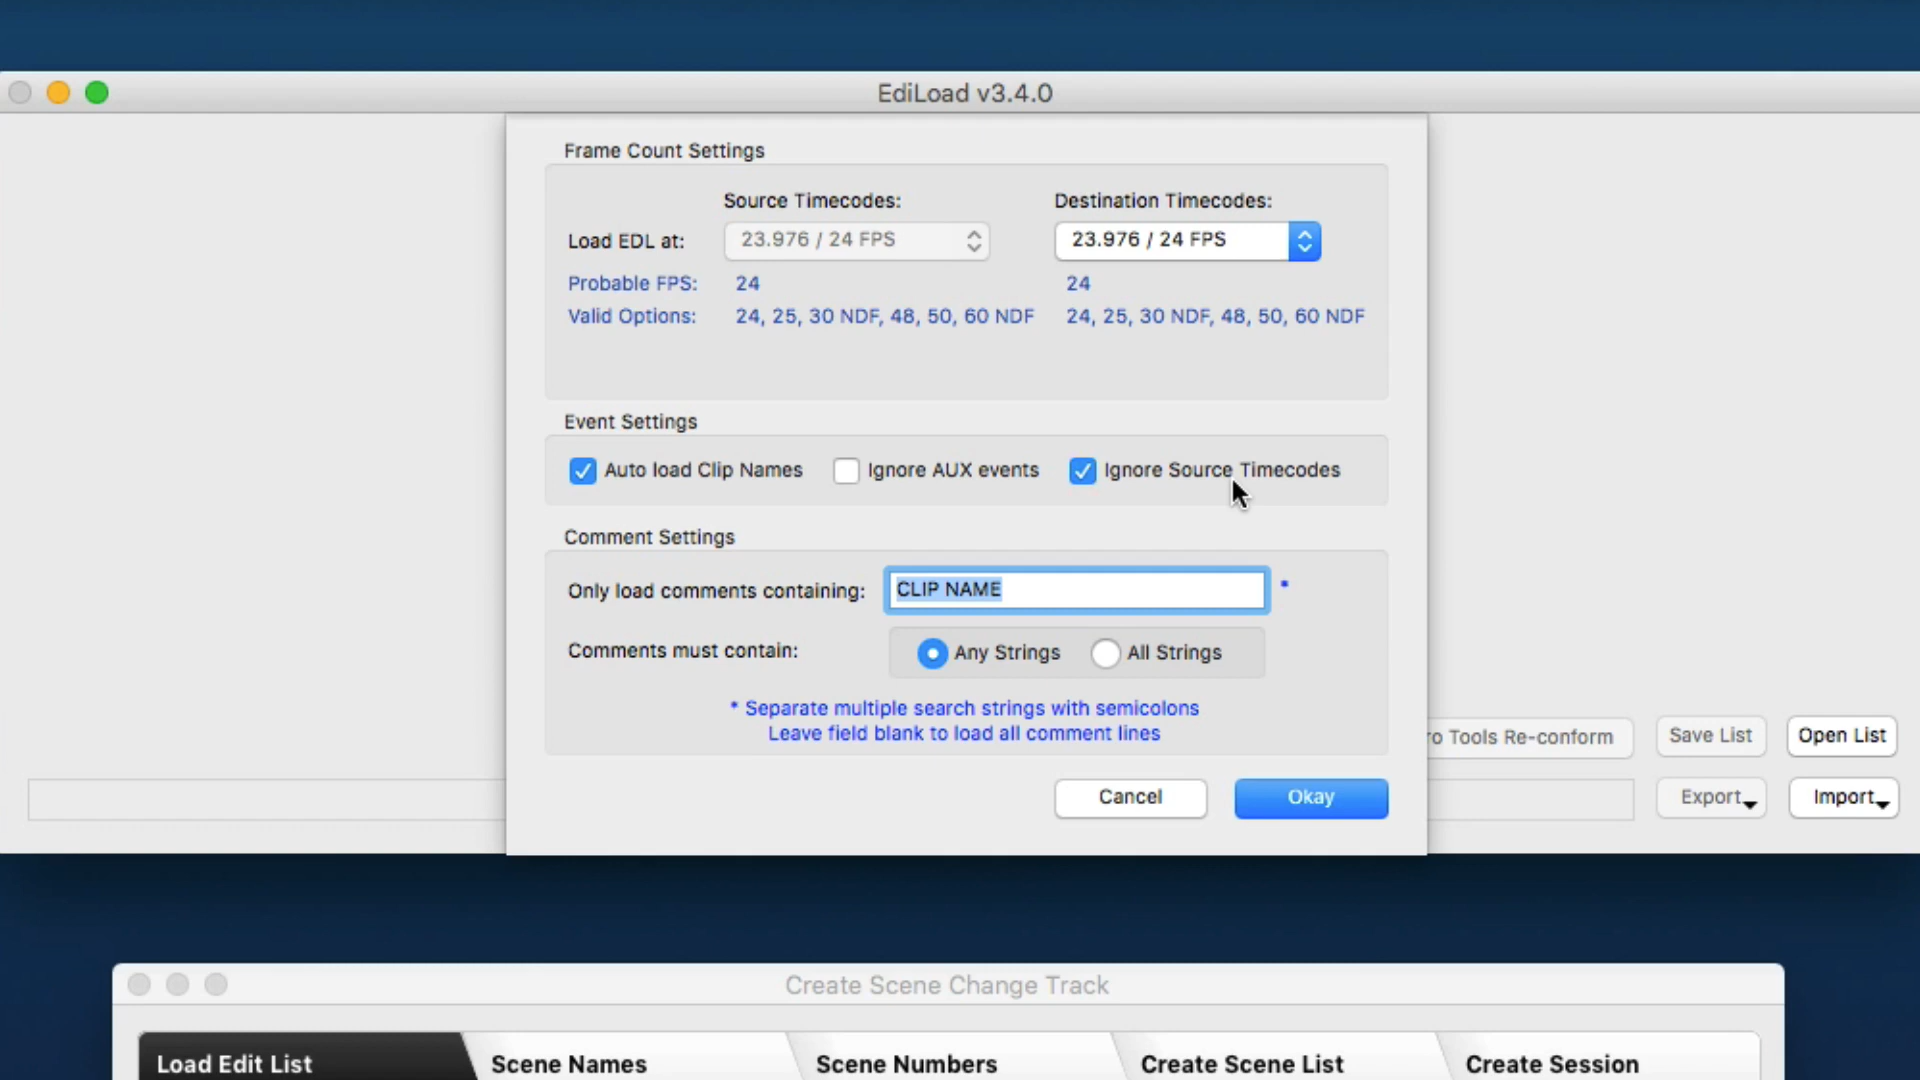 EdiLoad v3.4.0
Frame Count Settings
Source Timecodes: Destination Timecodes:
Load EDL at: 23.976 / 24 FPS 23.976 / 24 FPS
Probable FPS: 24 24
Valid Options: 24, 25, 30 NDF, 48, 50, 60 NDF 24, 25, 30 NDF, 48, 50, 60 NDF
Event Settings
Auto load Clip Names Ignore AUX events Ignore Source Timecodes
Comment Settings
Only load comments containing: CLIP NAME *
Comments must contain: Any Strings All Strings
* Separate multiple search strings with semicolons
Leave field blank to load all comment lines
ro Tools Re-conform Save List Open List
Cancel Okay Export Import
Create Scene Change Track
Load Edit List Scene Names Scene Numbers Create Scene List Create Session